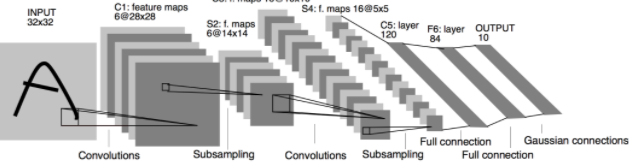 INPUT
32x32
C1: feature maps
6@28x28
S2: f. maps
6@14x14
S4: f. maps 16@5x5
C5: layer
120
F6: layer
84
OUTPUT
10
Convolutions
Subsampling
Convolutions
Subsampling
Full connection
Full connection
Gaussian connections